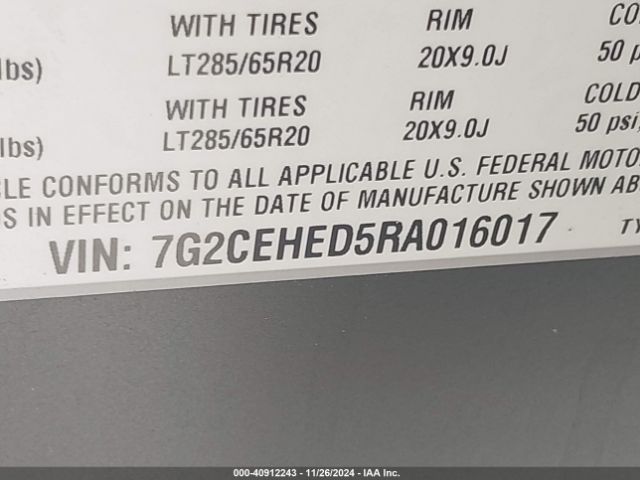 WITH TIRES RIM
lbs) LT285/65R20 20X9.0J 50
WITH TIRES RIM COLD
lbs) LT285/65R20 20X9.0J 50 psi,
CONFORMS TO ALL APPLICABLE U.S. FEDERAL MOTO
IN EFFECT ON THE DATE OF MANUFACTURE SHOWN AB
VIN: 7G2CEHED5RA016017 TY
000-40912243 - 11/26/2024 - IAA Inc.